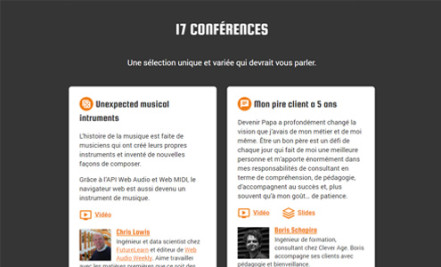 17 CONFÉRENCES
Une sélection unique et variée qui devrait vous parler.
Unexpected musical
intruments
L'histoire de la musique est faite de
musiciens qui ont créé leurs propres
instruments et inventé de nouvelles
façons de composer.
Grâce à l'API Web Audio et Web MIDI, le
navigateur web est aussi devenu un
instrument de musique.
Vidéo
Chris Lowis
Ingénieur et data scientist chez
FutureLearn et éditeur de Web
Audio Weekly. Aime travailler
avec les matières premières que ce soit des
Mon pire client a 5 ans
Devenir Papa a profondément changé la
vision que j'avais de mon métier et de moi
même. Être un bon père est un défi de
chaque jour qui fait de moi une meilleure
personne et m'apporte énormément dans
mes responsabilités de consultant en
terme de compréhension, de pédagogie,
d'accompagnement au succès et, plus
souvent qu'à mon goût... de patience.
Vidéo
Slides
Boris Schapira
Ingénieur de formation,
consultant chez Clever Age. Boris
accompagne ses clients avec
pédagogie et bienveillance.